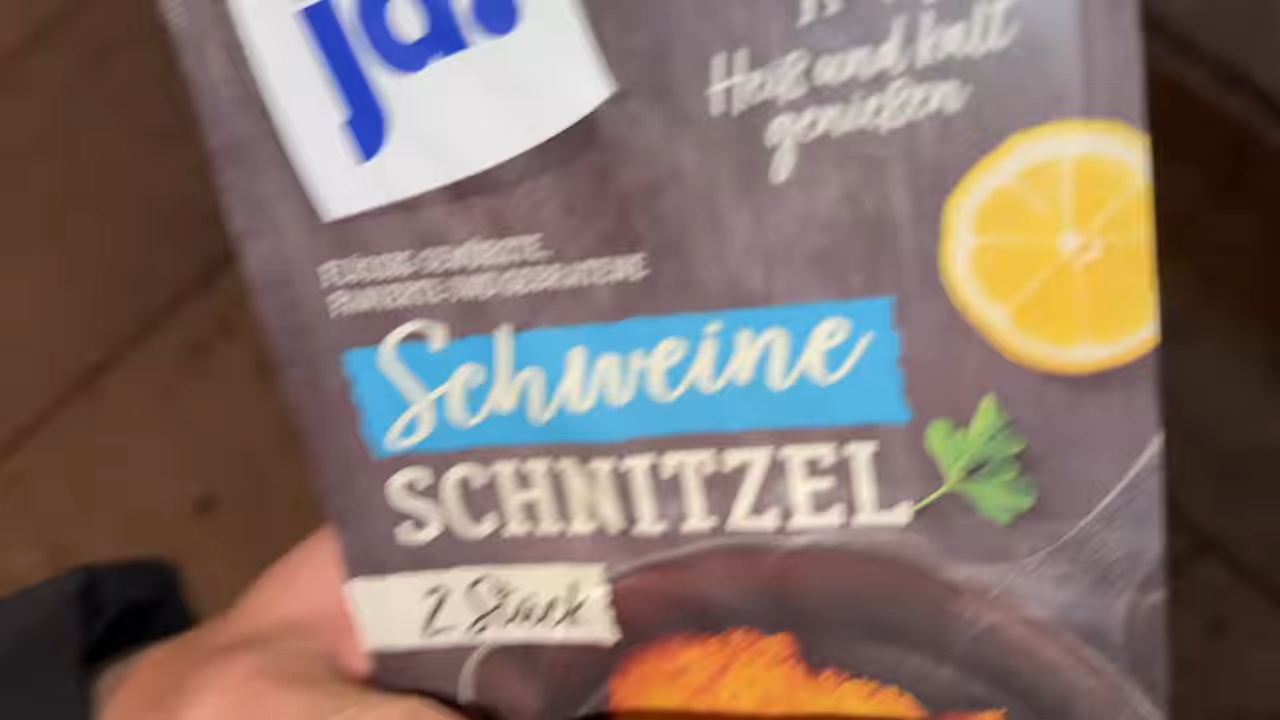 ja!
Heiß und kalt
genießen
Schweine
SCHNITZEL
2 Stück